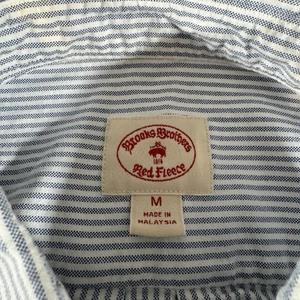 Brooks Brothers
1818
Red Fleece
M
MADE IN
MALAYSIA